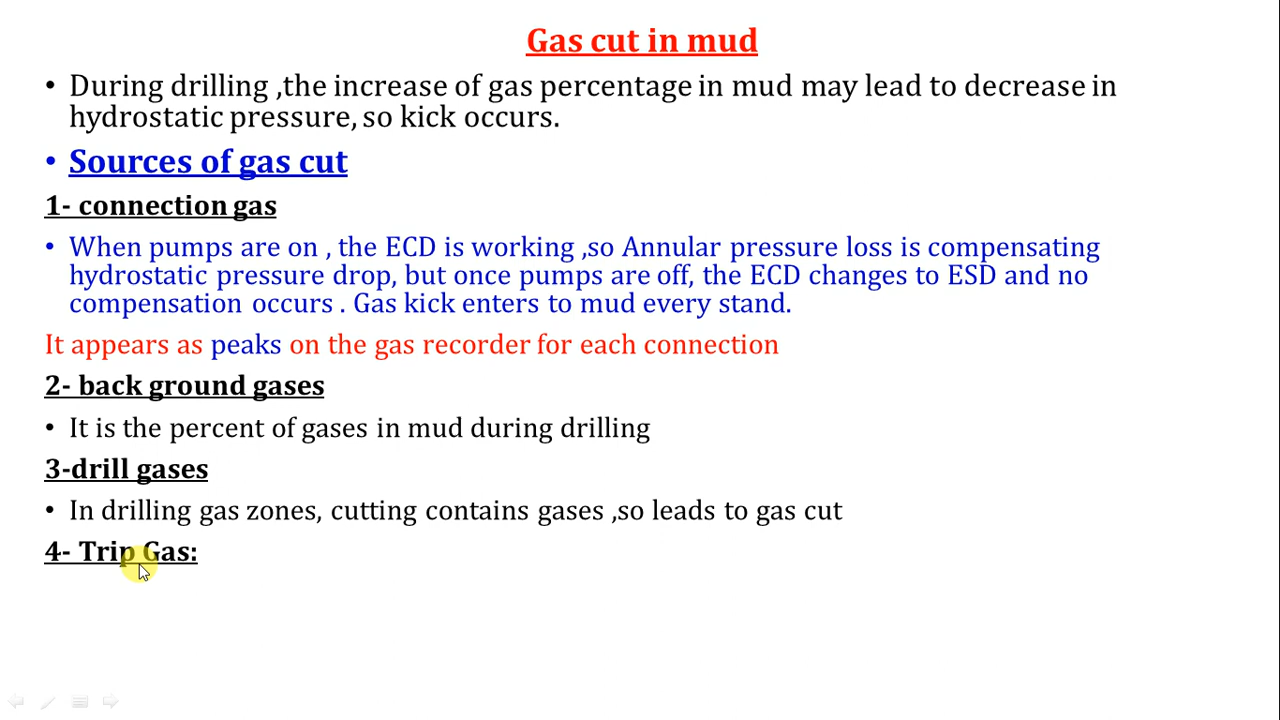 Gas cut in mud
• During drilling ,the increase of gas percentage in mud may lead to decrease in
hydrostatic pressure, so kick occurs.
• Sources of gas cut
1- connection gas
• When pumps are on , the ECD is working ,so Annular pressure loss is compensating
hydrostatic pressure drop, but once pumps are off, the ECD changes to ESD and no
compensation occurs . Gas kick enters to mud every stand.
It appears as peaks on the gas recorder for each connection
2- back ground gases
• It is the percent of gases in mud during drilling
3-drill gases
• In drilling gas zones, cutting contains gases ,so leads to gas cut
4- Trip Gas: